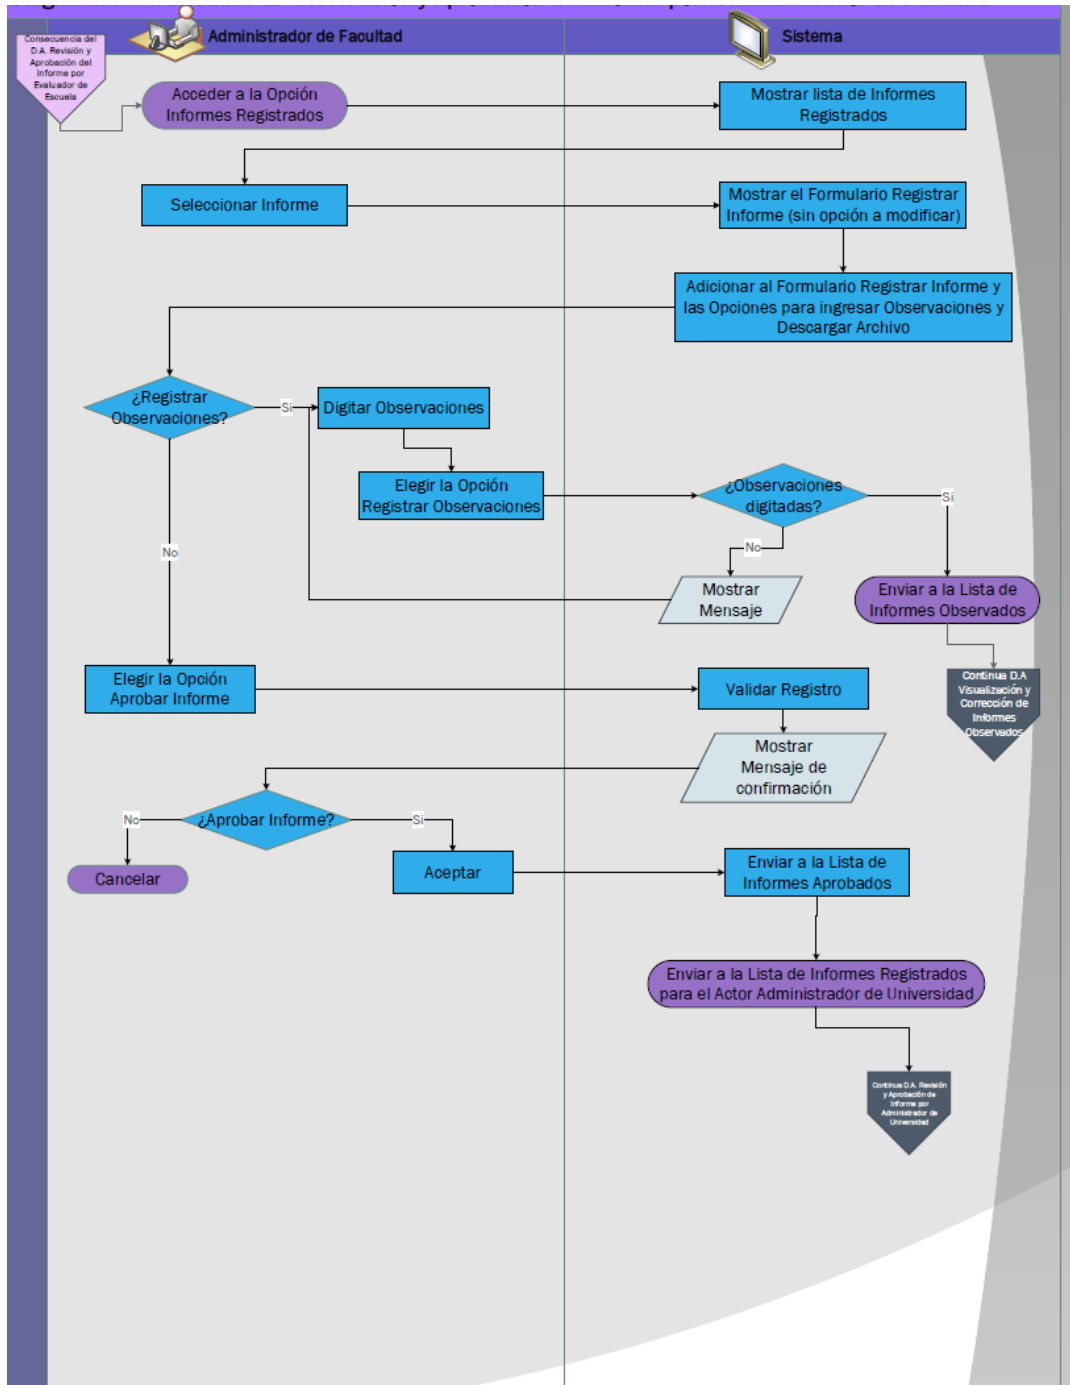 Administrador de Facultad
Sistema
Consecuencia del
D.A. Revisión y
Aprobación del
Informe por
Evaluador de
Escuela
Acceder a la Opción
Informes Registrados
Mostrar lista de Informes
Registrados
Seleccionar Informe
Mostrar el Formulario Registrar
Informe (sin opción a modificar)
Adicionar al Formulario Registrar Informe y
las Opciones para ingresar Observaciones y
Descargar Archivo
¿Registrar
Observaciones?
Si
Digitar Observaciones
Elegir la Opción
Registrar Observaciones
¿Observaciones
digitadas?
Si
No
No
Mostrar
Mensaje
Enviar a la Lista de
Informes Observados
Continua D.A
Visualización y
Corrección de
Informes
Observados
Elegir la Opción
Aprobar Informe
Validar Registro
Mostrar
Mensaje de
confirmación
¿Aprobar Informe?
No
Si
Cancelar
Aceptar
Enviar a la Lista de
Informes Aprobados
Enviar a la Lista de Informes Registrados
para el Actor Administrador de Universidad
Continua D.A. Revisión
y Aprobación de
Informe por
Administrador de
Universidad